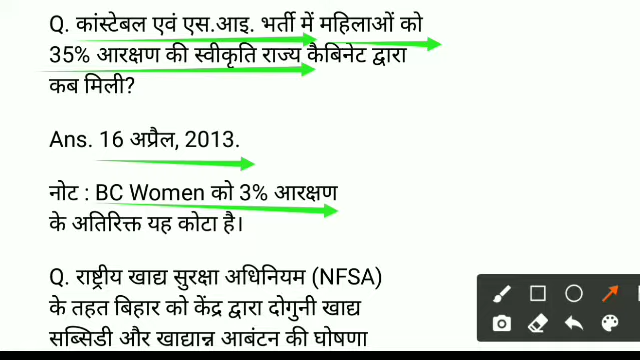 Q. कांस्टेबल एवं एस.आइ. भर्ती में महिलाओं को
35% आरक्षण की स्वीकृति राज्य कैबिनेट द्वारा
कब मिली?
Ans. 16 अप्रैल, 2013.
नोट : BC Women को 3% आरक्षण
के अतिरिक्त यह कोटा है।
Q. राष्ट्रीय खाद्य सुरक्षा अधिनियम (NFSA)
के तहत बिहार को केंद्र द्वारा दोगुनी खाद्य
सब्सिडी और खाद्यान्न आबंटन की घोषणा